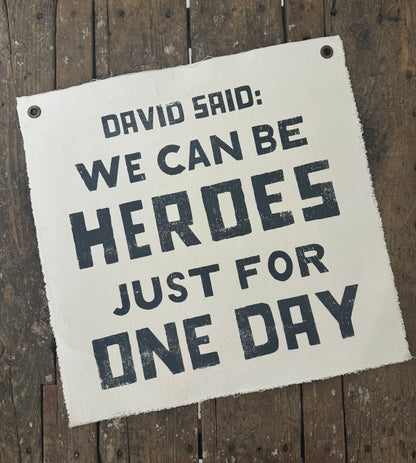 DAVID SAID:
WE CAN BE
HEROES
JUST FOR
ONE DAY